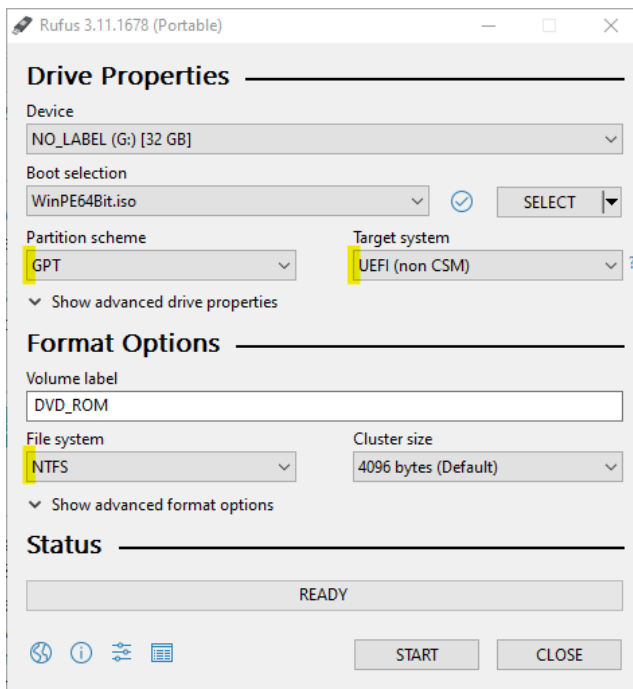 Rufus 3.11.1678 (Portable)
Drive Properties
Device
NO_LABEL (G:) [32 GB]
Boot selection
WinPE64Bit.iso
SELECT
Partition scheme
Target system
GPT
UEFI (non CSM)
?
Show advanced drive properties
Format Options
Volume label
DVD_ROM
File system
Cluster size
NTFS
4096 bytes (Default)
Show advanced format options
Status
READY
START
CLOSE